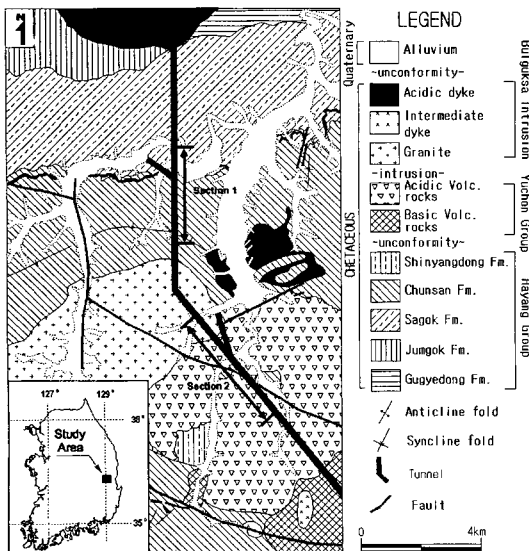 1
Section 1
Section 2
127° 129°
38°
Study
Area
35°
LEGEND
Quaternary
Alluvium
~unconformity~
CHETACEOUS
Acidic dyke
Intermediate
dyke
Granite
Bulguksa Intrusion
~intrusion~
Acidic Volc.
rocks
Basic Volc.
rocks
Yuchon Group
~unconformity~
Shinyangdong Fm.
Chunsan Fm.
Sagok Fm.
Jumgok Fm.
Gugyedong Fm.
Hayang Group
Anticline fold
Syncline fold
Tunnel
Fault
0 4km